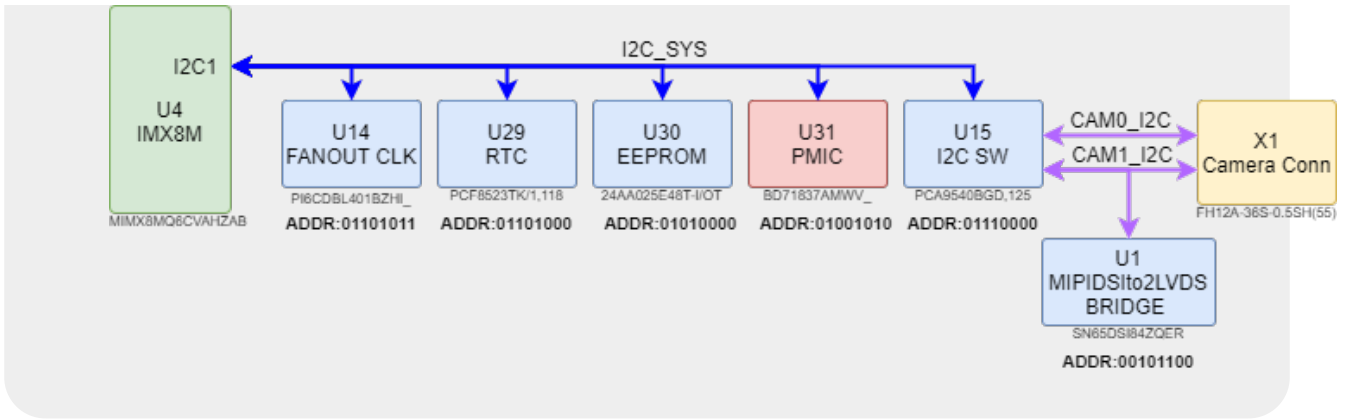 I2C_SYS
I2C1
U4
IMX8M
MIMX8MQ6CVAHZAB
U14
FANOUT CLK
PI6CDBL401BZHI_
ADDR:01101011
U29
RTC
PCF8523TK/1,118
ADDR:01101000
U30
EEPROM
24AA025E48T-I/OT
ADDR:01010000
U31
PMIC
BD71837AMWV_
ADDR:01001010
U15
I2C SW
PCA9540BGD,125
ADDR:01110000
CAM0_I2C
CAM1_I2C
X1
Camera Conn
FH12A-36S-0.5SH(55)
U1
MIPIDSIto2LVDS
BRIDGE
SN65DSI84ZQER
ADDR:00101100